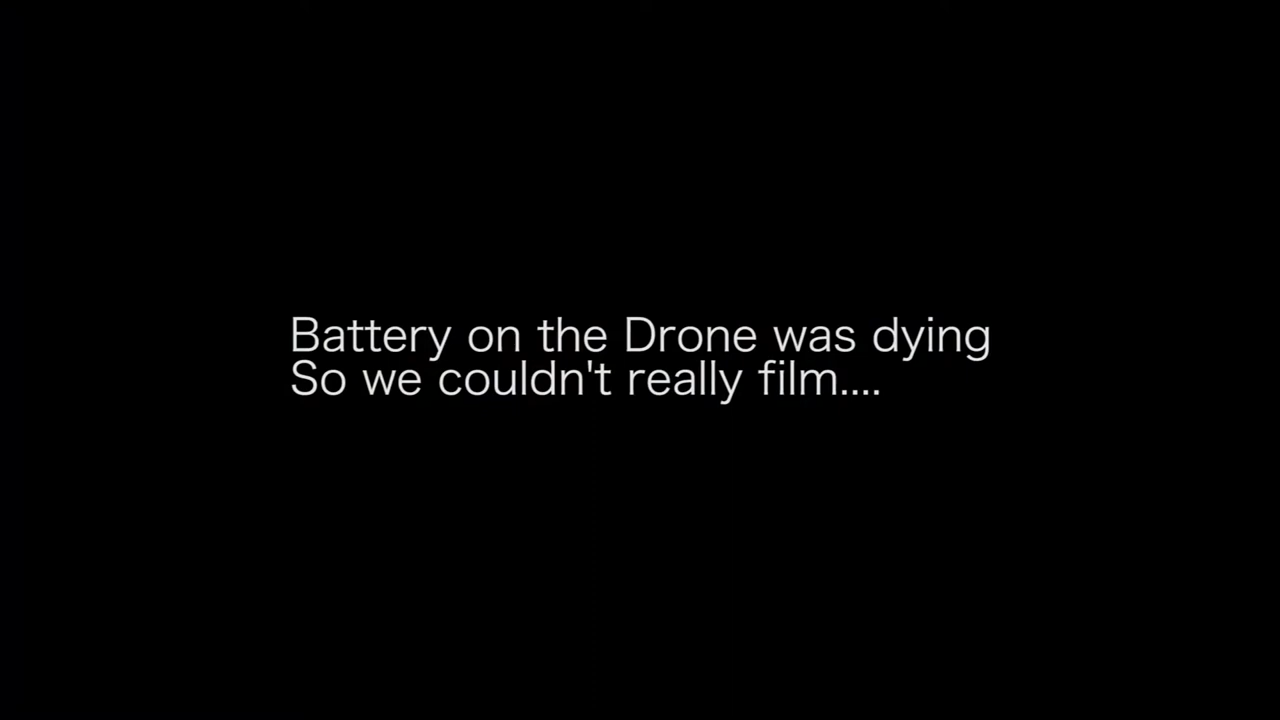 Battery on the Drone was dying
So we couldn't really film....